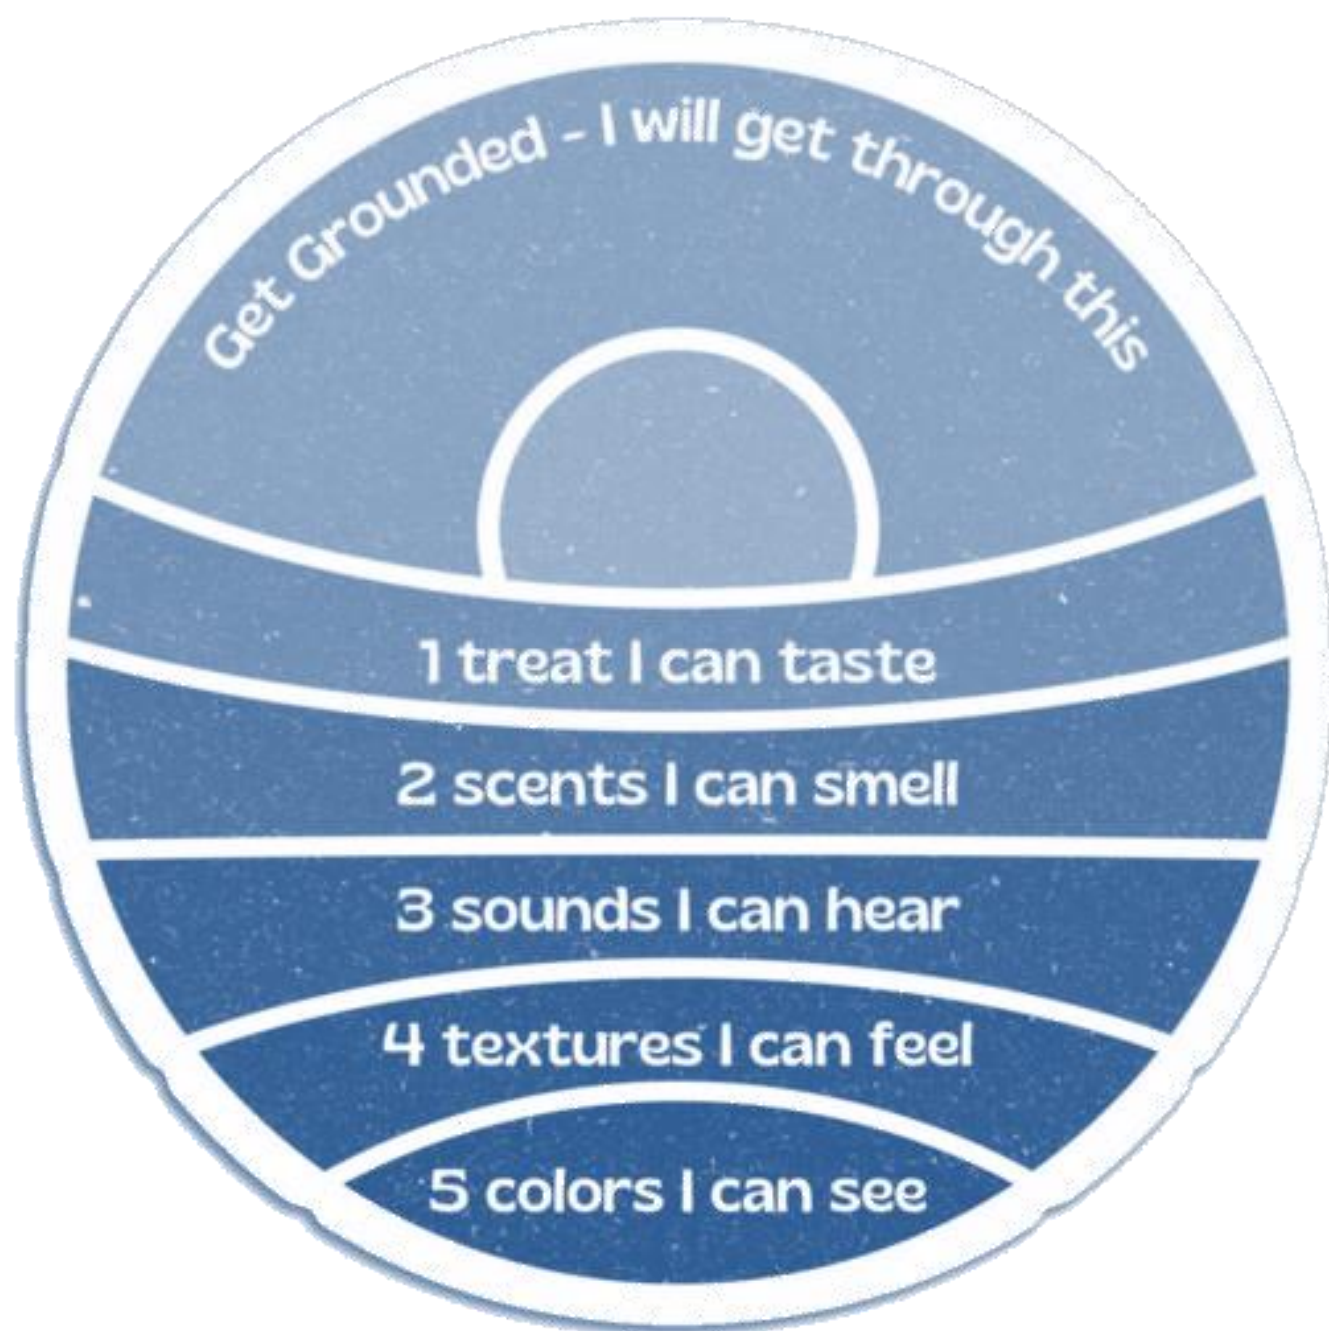 Get Grounded - I will get through this
1 treat I can taste
2 scents I can smell
3 sounds I can hear
4 textures I can feel
5 colors I can see